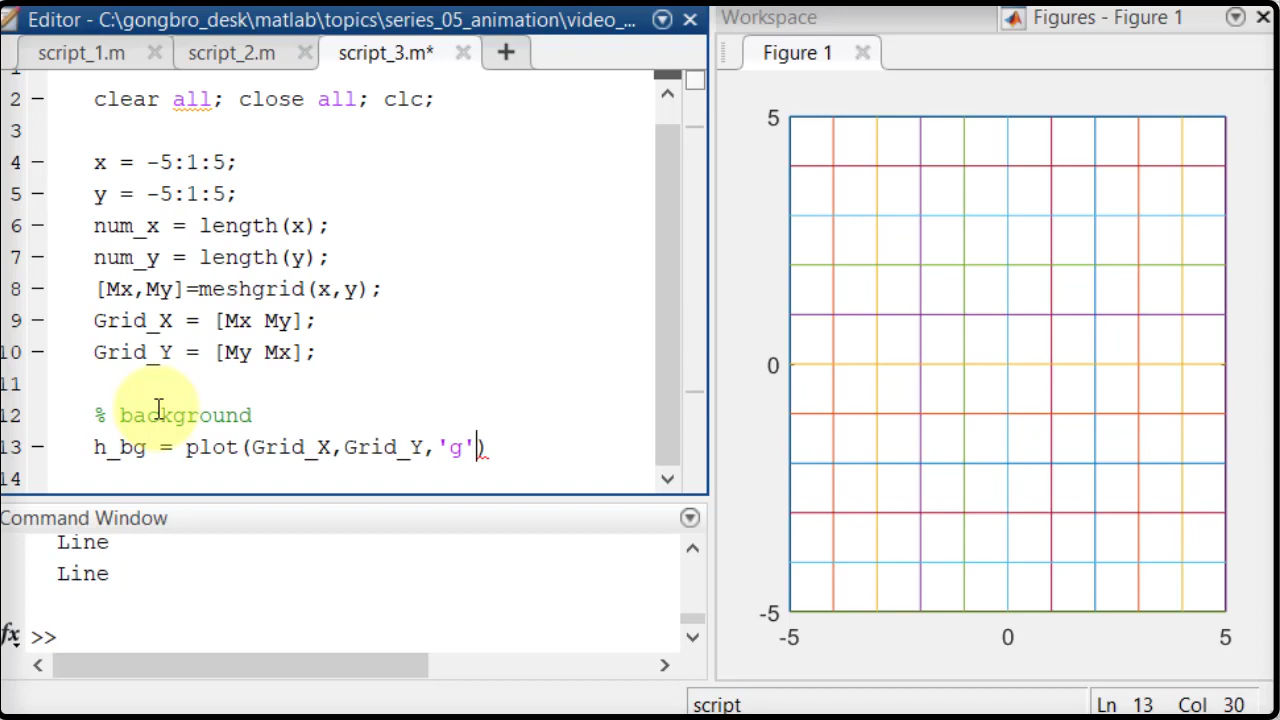 Editor - C:\gongbro_desk\matlab\topics\series_05_animation\video_...
script_1.m
script_2.m
script_3.m*
1
2 - clear all; close all; clc;
3
4 - x = -5:1:5;
5 - y = -5:1:5;
6 - num_x = length(x);
7 - num_y = length(y);
8 - [Mx,My]=meshgrid(x,y);
9 - Grid_X = [Mx My];
10 - Grid_Y = [My Mx];
11
12 % background
13 - h_bg = plot(Grid_X,Grid_Y,'g')
14
Command Window
Line
Line
fx >>
Workspace
Figures - Figure 1
Figure 1
5
0
-5
-5 0 5
script
Ln 13 Col 30